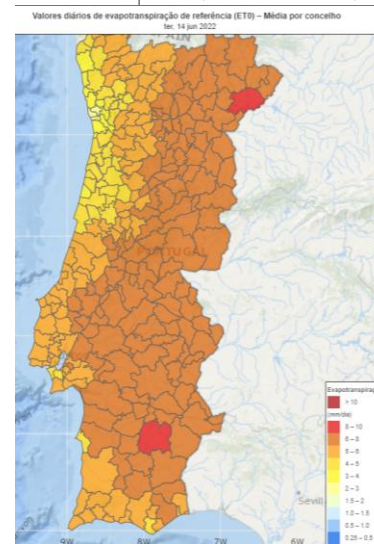 Valores diários de evapotranspiração de referência (ET0) – Média por concelho
ter, 14 jun 2022
PORTUGAL
Sevill
Evapotranspiraç
> 10
(mm/dia)
8 – 10
6 – 8
5 – 6
4 – 5
3 – 4
2 – 3
1.5 – 2
1.0 – 1.5
0.5 – 1.0
0.25 – 0.5
9W
8W
7W
6W